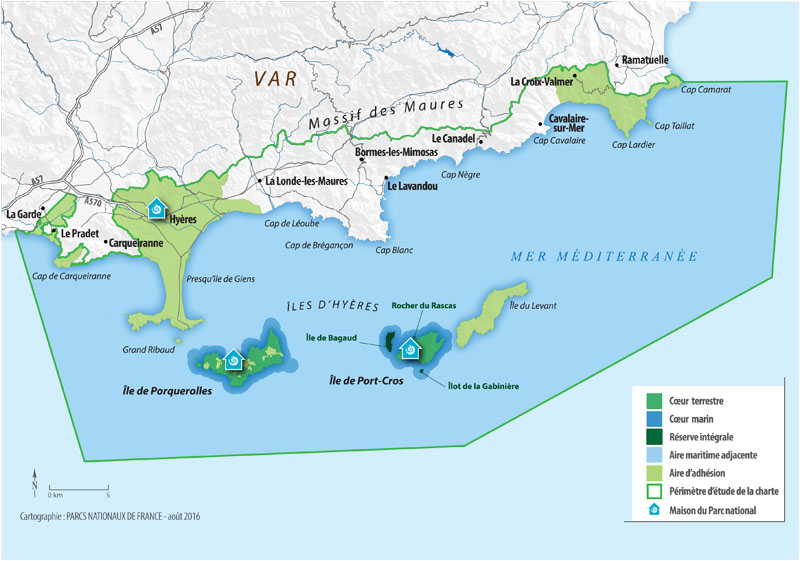 A57
Ramatuelle
VAR
La Croix-Valmer
Cap Camarat
Massif des Maures
Cavalaire-
sur-Mer
Cap Taillat
Le Canadel
Cap Cavalaire
Cap Lardier
Bormes-les-Mimosas
Cap Nègre
A57
La Londe-les-Maures
Le Lavandou
A570
La Garde
Hyères
Le Pradet
Cap de Léoube
Carqueiranne
Cap de Brégançon
Cap Blanc
MER MÉDITERRANÉE
Cap de Carqueiranne
Presqu'île de Giens
ÎLES D'HYÈRES
Rocher du Rascas
Île du Levant
Île de Bagaud
Grand Ribaud
Île de Porquerolles
Île de Port-Cros
Îlot de la Gabinière
Cœur terrestre
Cœur marin
Réserve intégrale
Aire maritime adjacente
Aire d'adhésion
Périmètre d'étude de la charte
Maison du Parc national
N
0 km 5
Cartographie : PARCS NATIONAUX DE FRANCE - août 2016